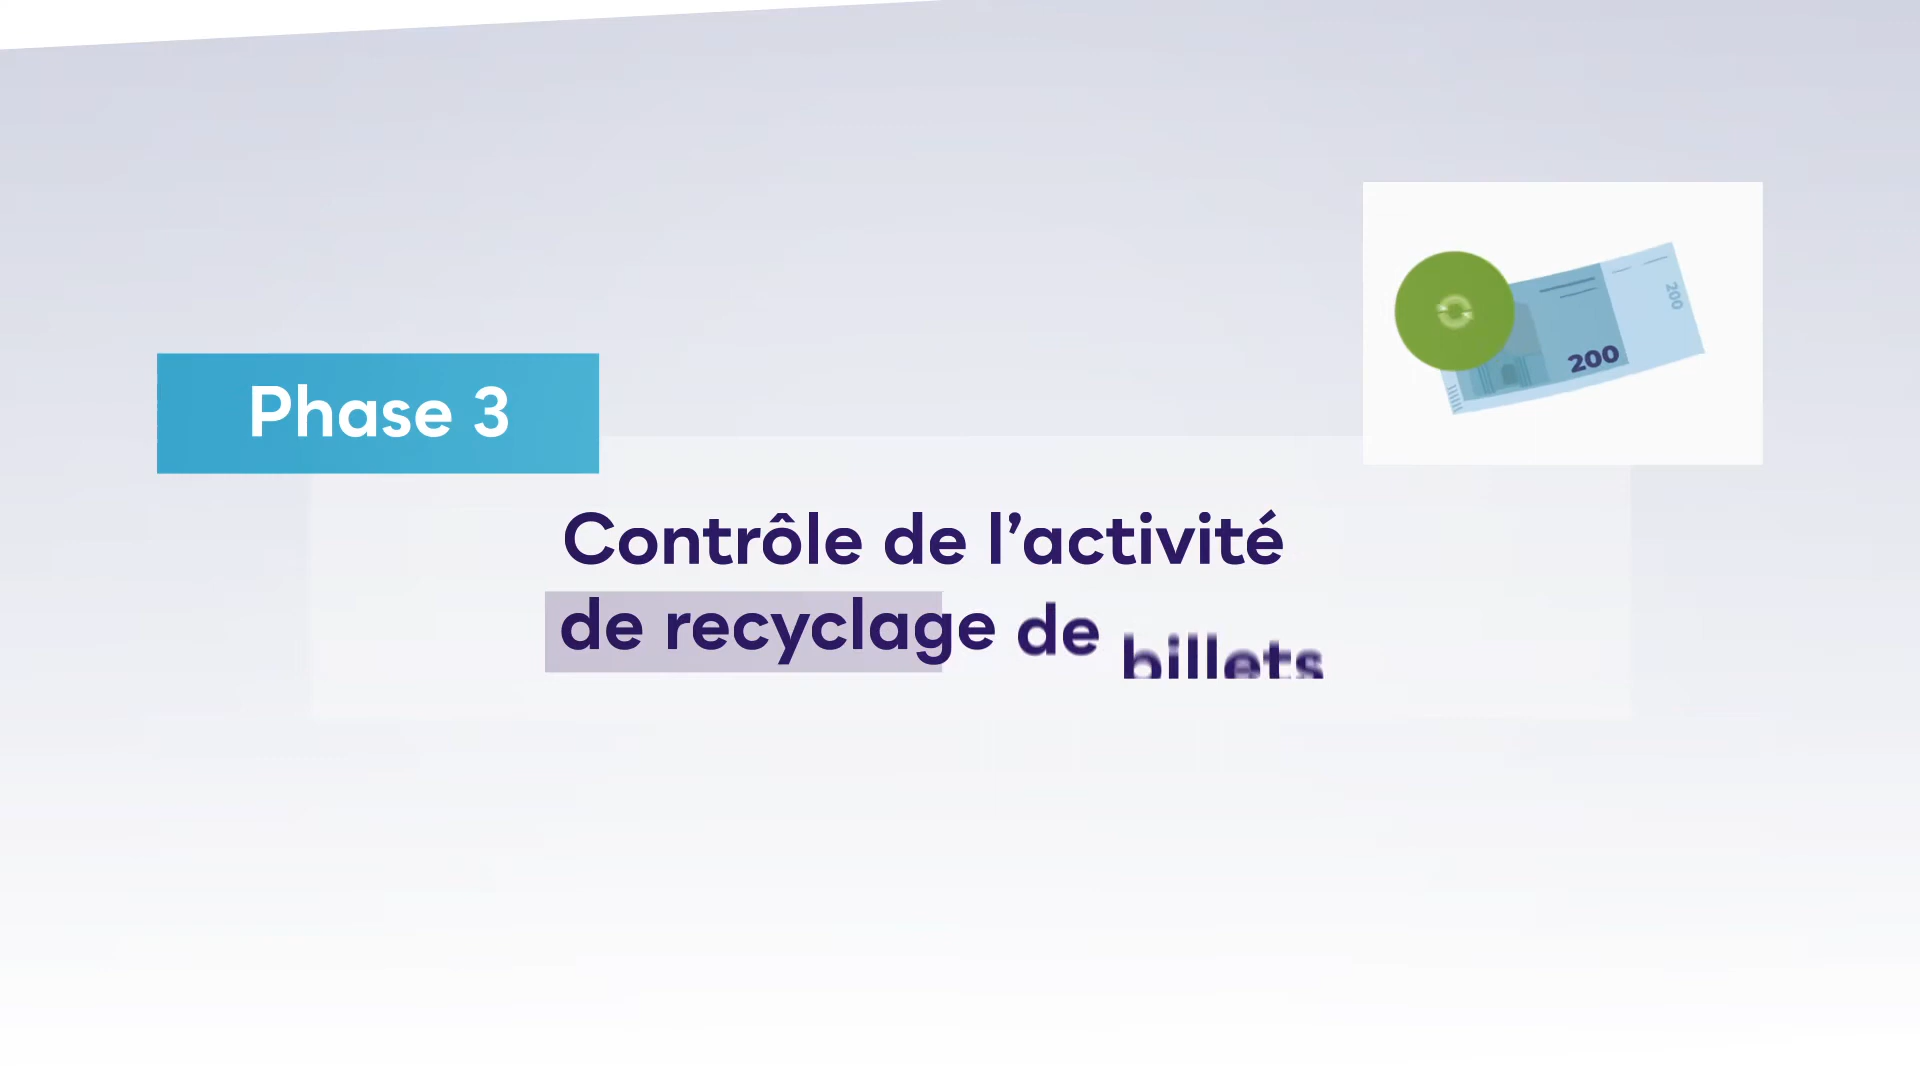 Phase 3
Contrôle de l’activité
de recyclage de billets
200
200